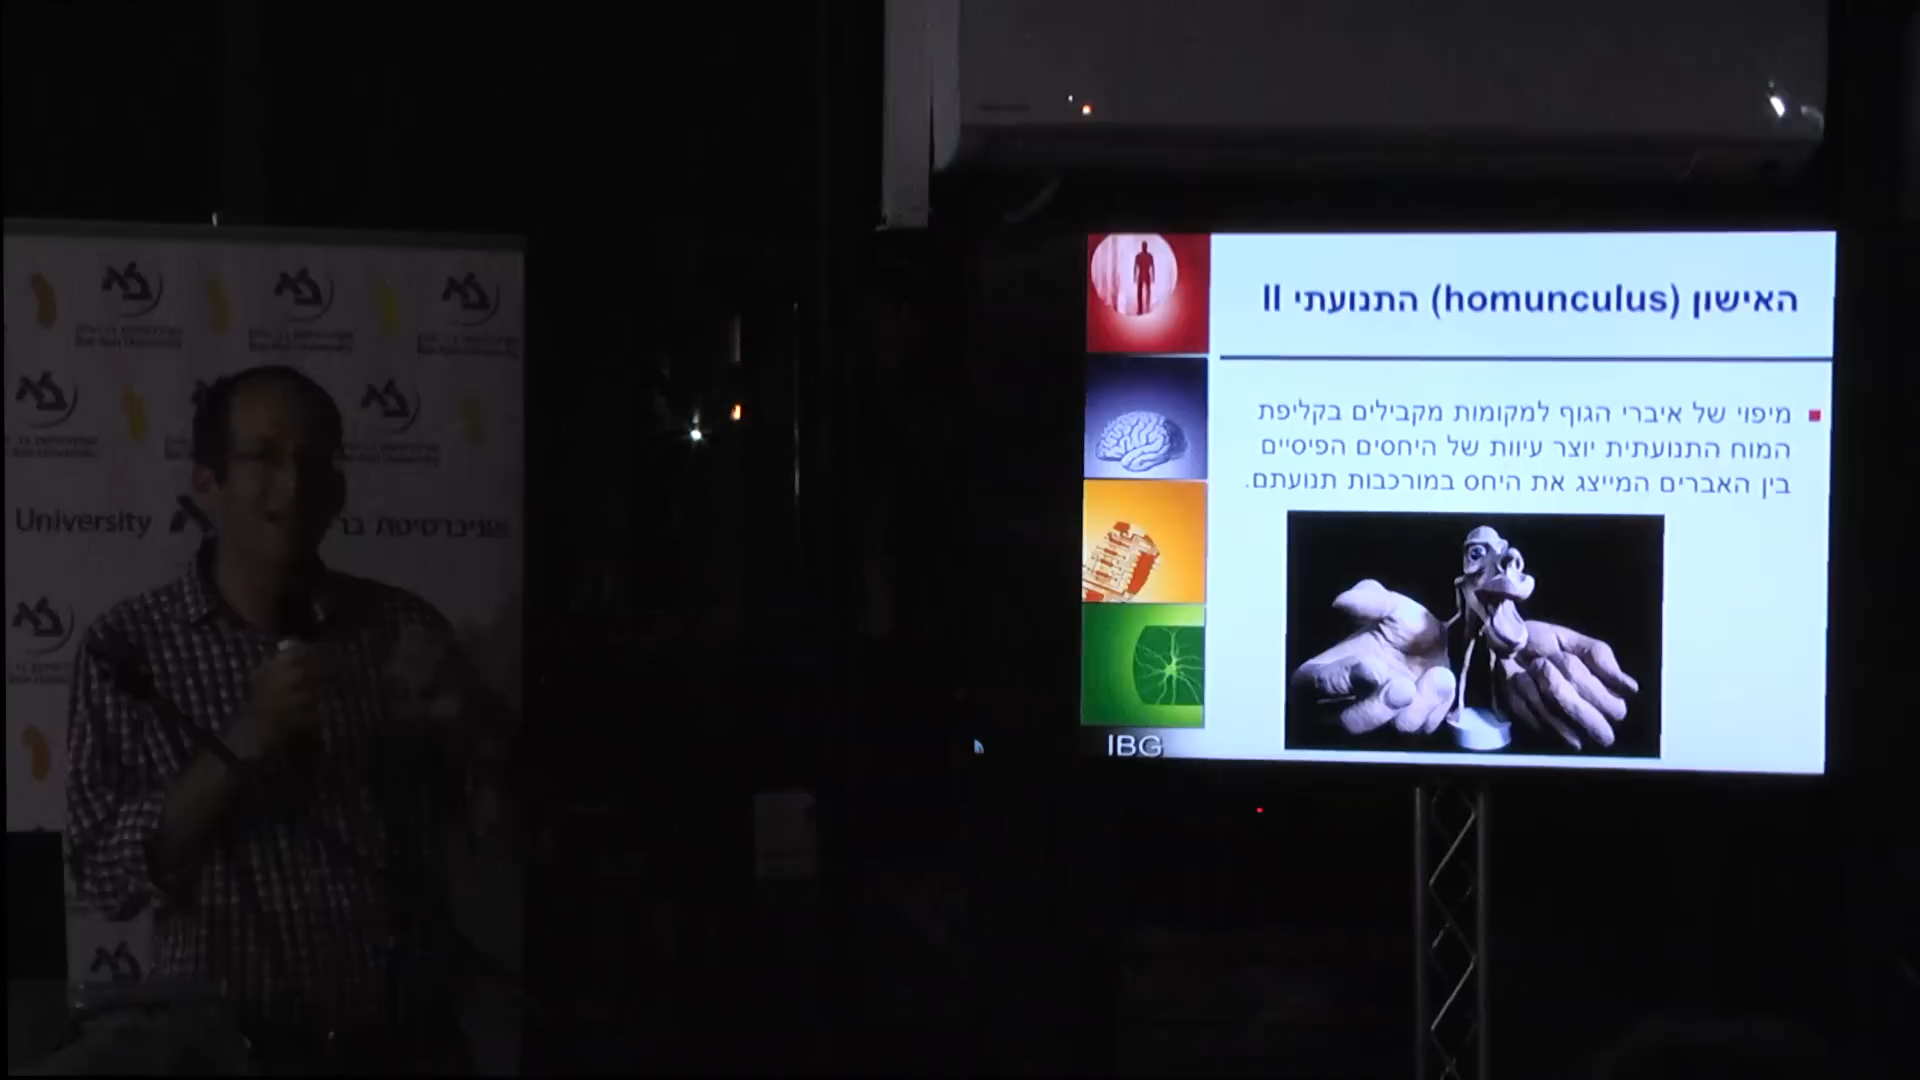 האישון (homunculus) התנועתי II
מיפוי של איברי הגוף למקומות מקבילים בקליפת
המוח התנועתית יוצר עיוות של היחסים הפיסיים
בין האברים המייצג את היחס במורכבות תנועתם.
IBG
University
אוניברסיטת בר